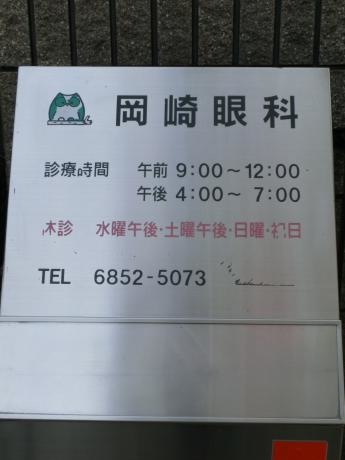 岡崎眼科
診療時間 午前 9:00〜12:00
午後 4:00〜 7:00
休診 水曜午後・土曜午後・日曜・祝日
TEL 6852-5073